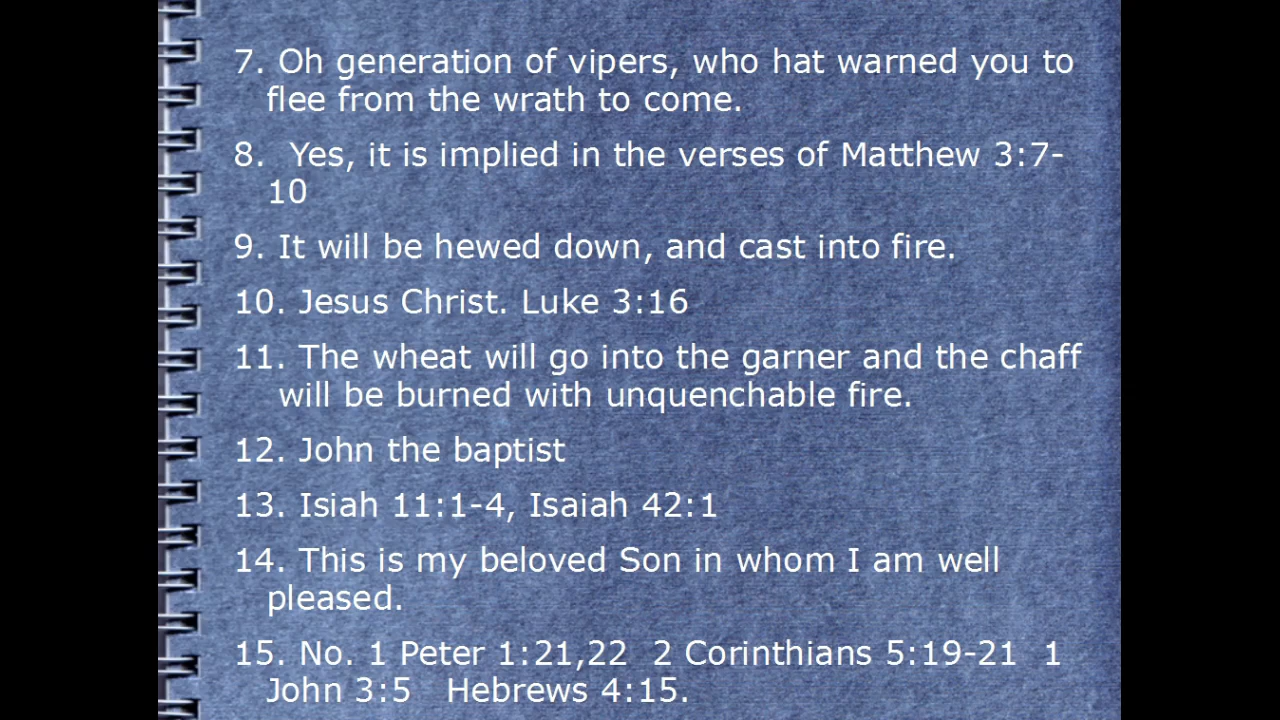 7. Oh generation of vipers, who hat warned you to
flee from the wrath to come.
8. Yes, it is implied in the verses of Matthew 3:7-
10
9. It will be hewed down, and cast into fire.
10. Jesus Christ. Luke 3:16
11. The wheat will go into the garner and the chaff
will be burned with unquenchable fire.
12. John the baptist
13. Isiah 11:1-4, Isaiah 42:1
14. This is my beloved Son in whom I am well
pleased.
15. No. 1 Peter 1:21,22 2 Corinthians 5:19-21 1
John 3:5 Hebrews 4:15.